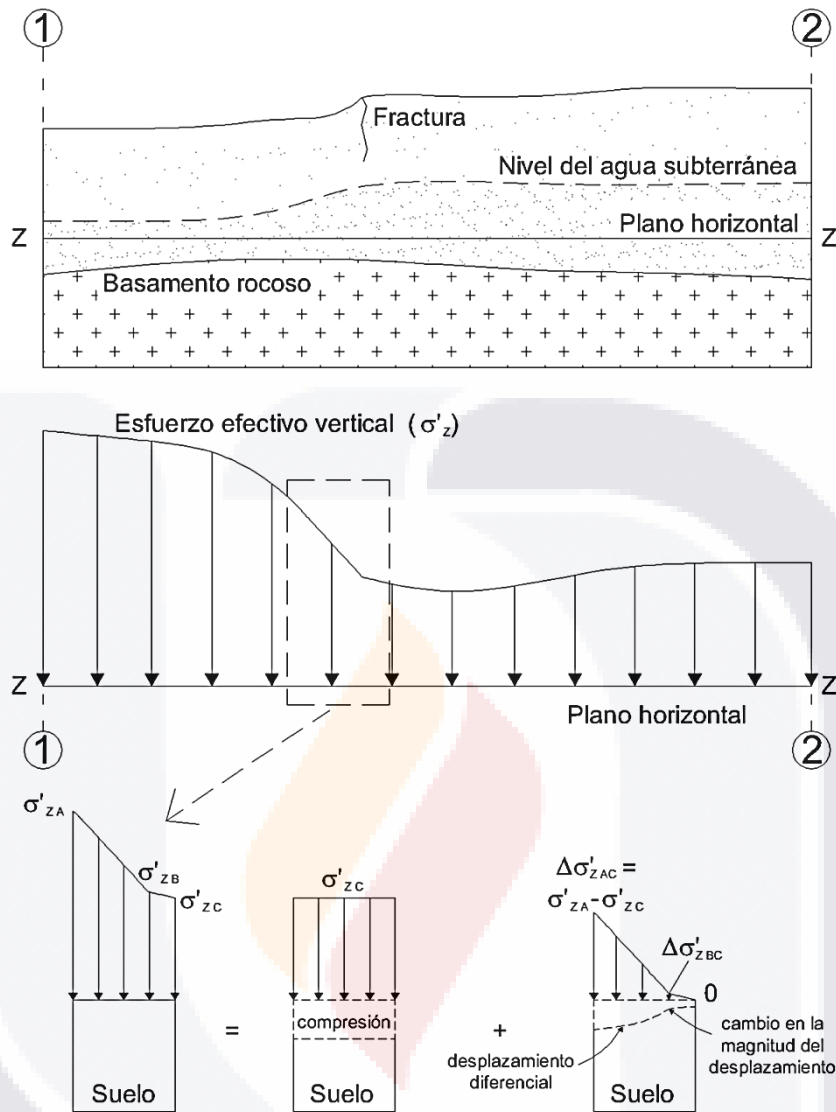 1
2
Fractura
Nivel del agua subterránea
Plano horizontal
Z
Z
Basamento rocoso
Esfuerzo efectivo vertical (σ'z)
Z
Z
Plano horizontal
1
2
σ'ZA
σ'ZB
σ'ZC
Suelo
=
σ'ZC
compresión
Suelo
+
Δσ'ZAC =
σ'ZA-σ'ZC
Δσ'ZBC
0
desplazamiento
diferencial
cambio en la
magnitud del
desplazamiento
Suelo